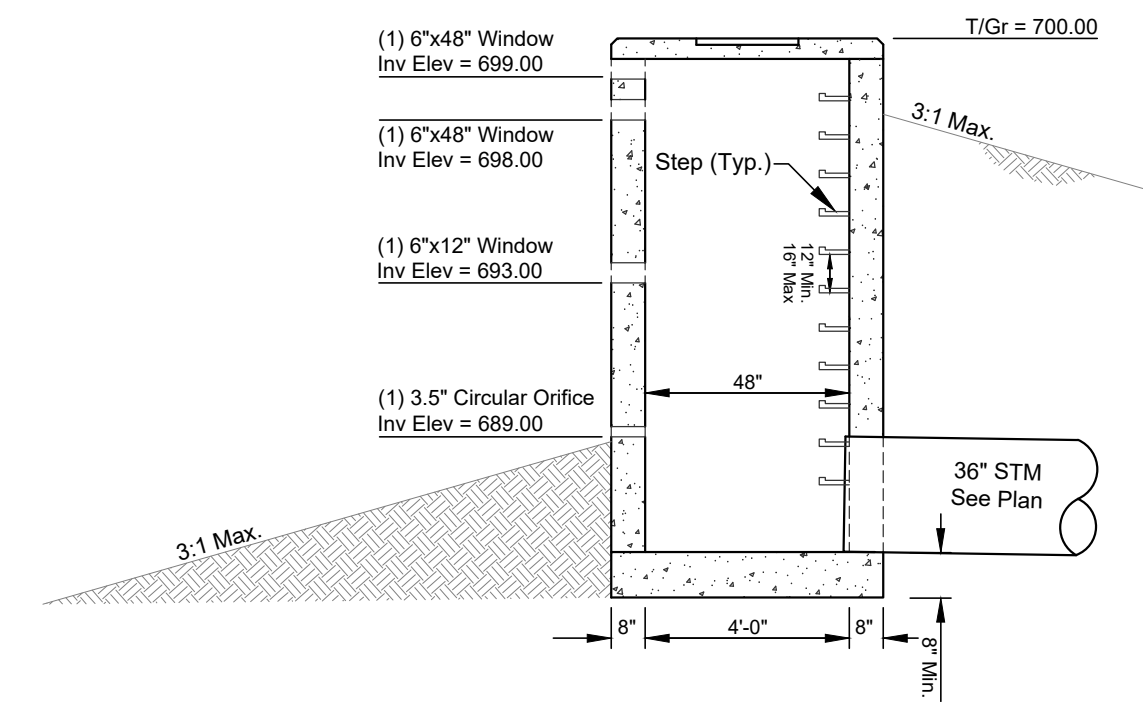 T/Gr = 700.00
(1) 6"x48" Window
Inv Elev = 699.00
(1) 6"x48" Window
Inv Elev = 698.00
3:1 Max.
Step (Typ.)
(1) 6"x12" Window
Inv Elev = 693.00
12" Min.
16" Max
48"
(1) 3.5" Circular Orifice
Inv Elev = 689.00
36" STM
See Plan
3:1 Max.
8"
4'-0"
8"
8" Min.